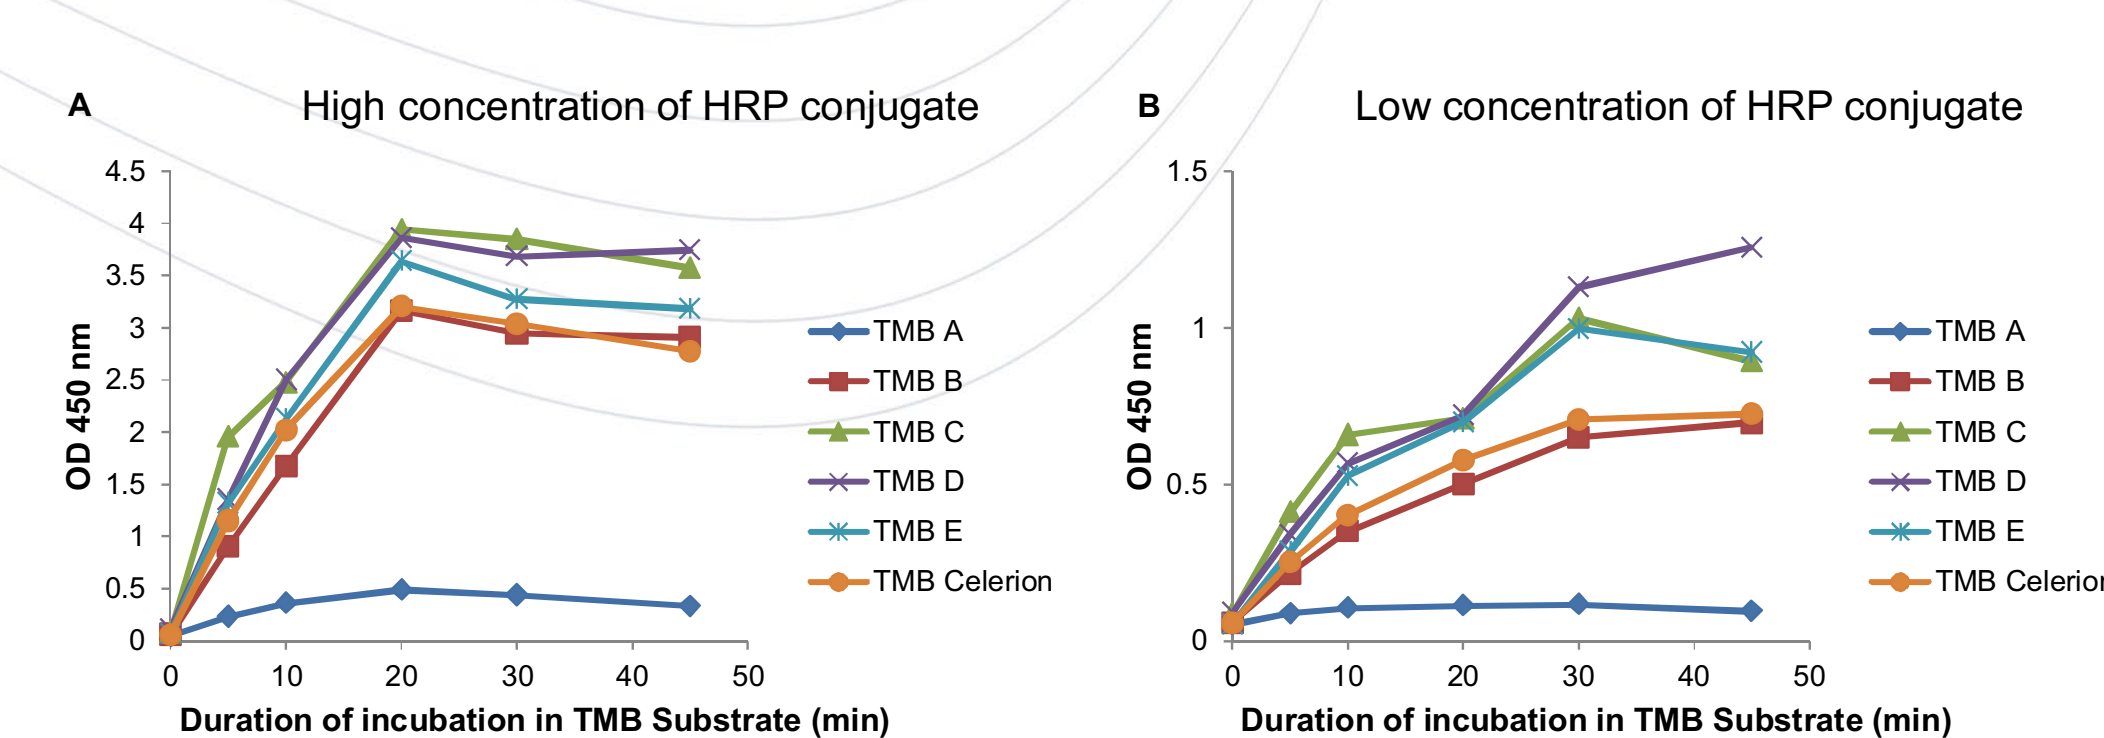 A
High concentration of HRP conjugate
4.5
4
3.5
3
2.5
2
1.5
1
0.5
0
OD 450 nm
0 10 20 30 40 50
Duration of incubation in TMB Substrate (min)
TMB A
TMB B
TMB C
TMB D
TMB E
TMB Celerion
B
Low concentration of HRP conjugate
1.5
1
0.5
0
OD 450 nm
0 10 20 30 40 50
Duration of incubation in TMB Substrate (min)
TMB A
TMB B
TMB C
TMB D
TMB E
TMB Celerion